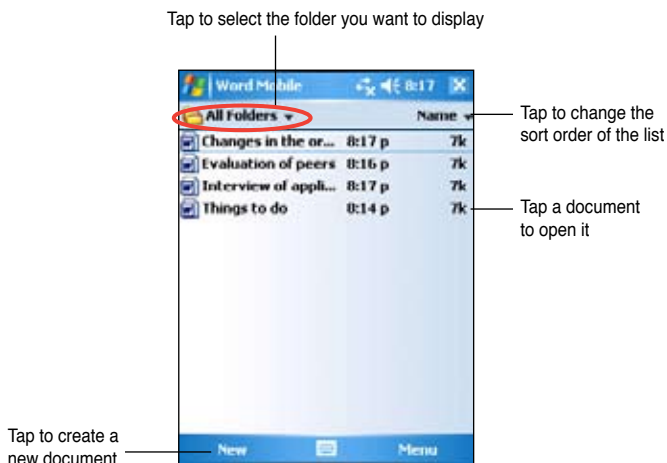 Tap to select the folder you want to display
Word Mobile 8:17
All Folders Name
Tap to change the
sort order of the list
Changes in the or... 8:17 p 7k
Evaluation of peers 8:16 p 7k
Interview of appli... 8:17 p 7k
Things to do 8:14 p 7k
Tap a document
to open it
Tap to create a
new document
New Menu